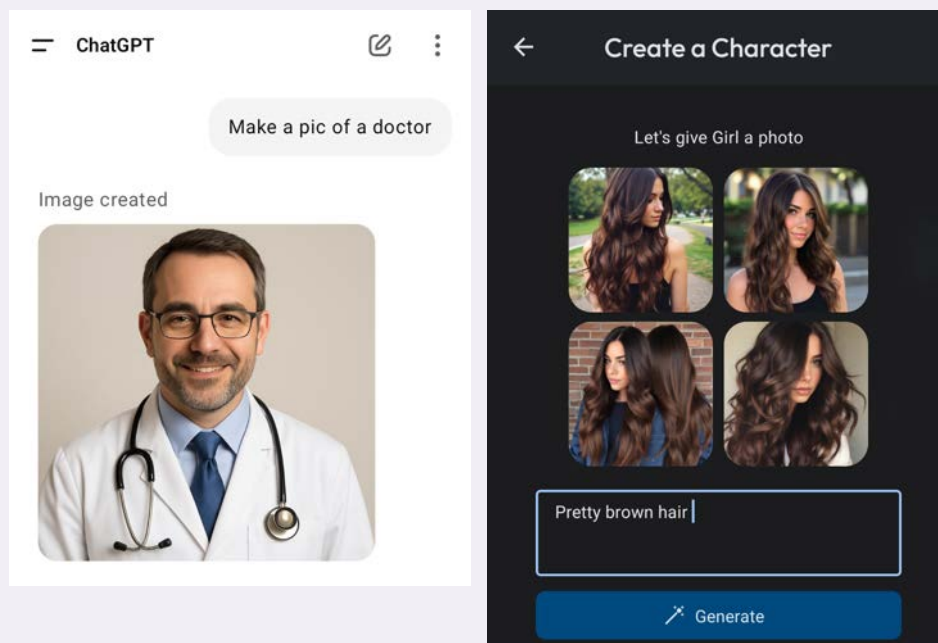 ChatGPT
Make a pic of a doctor
Image created
Create a Character
Let's give Girl a photo
Pretty brown hair
Generate